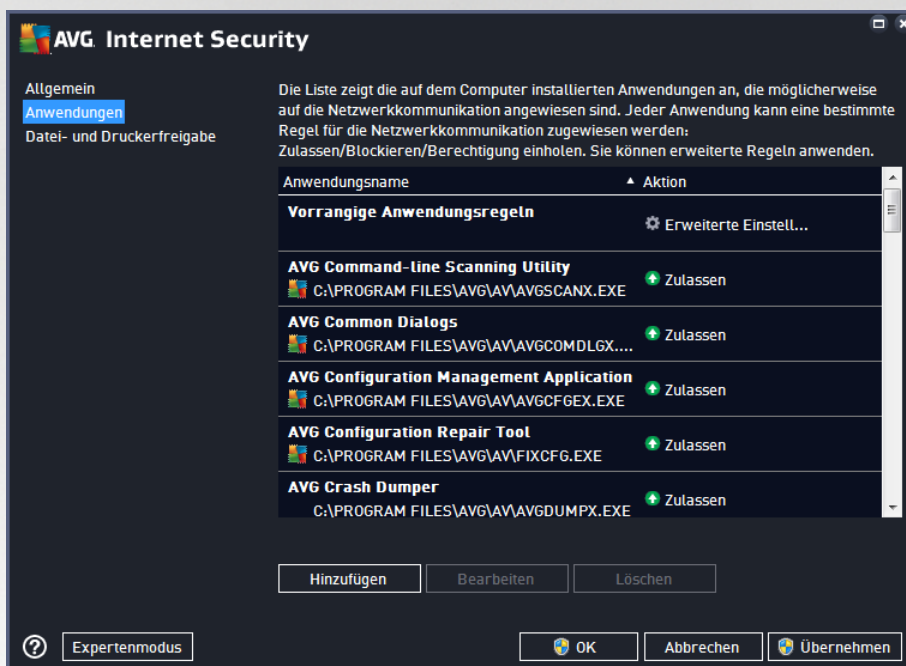 AVG. Internet Security
Allgemein
Anwendungen
Datei- und Druckerfreigabe
Die Liste zeigt die auf dem Computer installierten Anwendungen an, die möglicherweise
auf die Netzwerkkommunikation angewiesen sind. Jeder Anwendung kann eine bestimmte
Regel für die Netzwerkkommunikation zugewiesen werden:
Zulassen/Blockieren/Berechtigung einholen. Sie können erweiterte Regeln anwenden.
Anwendungsname Aktion
Vorrangige Anwendungsregeln
Erweiterte Einstell...
AVG Command-line Scanning Utility
C:\PROGRAM FILES\AVG\AV\AVGSCANX.EXE
Zulassen
AVG Common Dialogs
C:\PROGRAM FILES\AVG\AV\AVGCOMDLGX....
Zulassen
AVG Configuration Management Application
C:\PROGRAM FILES\AVG\AV\AVGCFGEX.EXE
Zulassen
AVG Configuration Repair Tool
C:\PROGRAM FILES\AVG\AV\FIXCFG.EXE
Zulassen
AVG Crash Dumper
C:\PROGRAM FILES\AVG\AV\AVGDUMPX.EXE
Zulassen
Hinzufügen Bearbeiten Löschen
? Expertenmodus OK Abbrechen Übernehmen